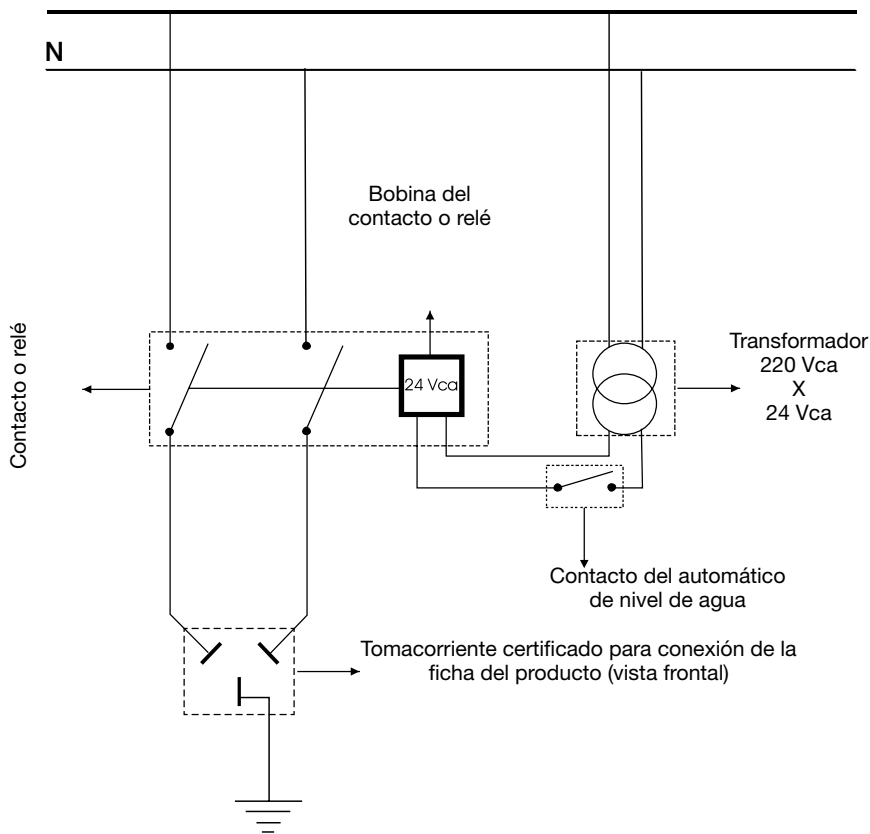 N
Bobina del
contacto o relé
Contacto o relé
24 Vca
Transformador
220 Vca
X
24 Vca
Contacto del automático
de nivel de agua
Tomacorriente certificado para conexión de la
ficha del producto (vista frontal)